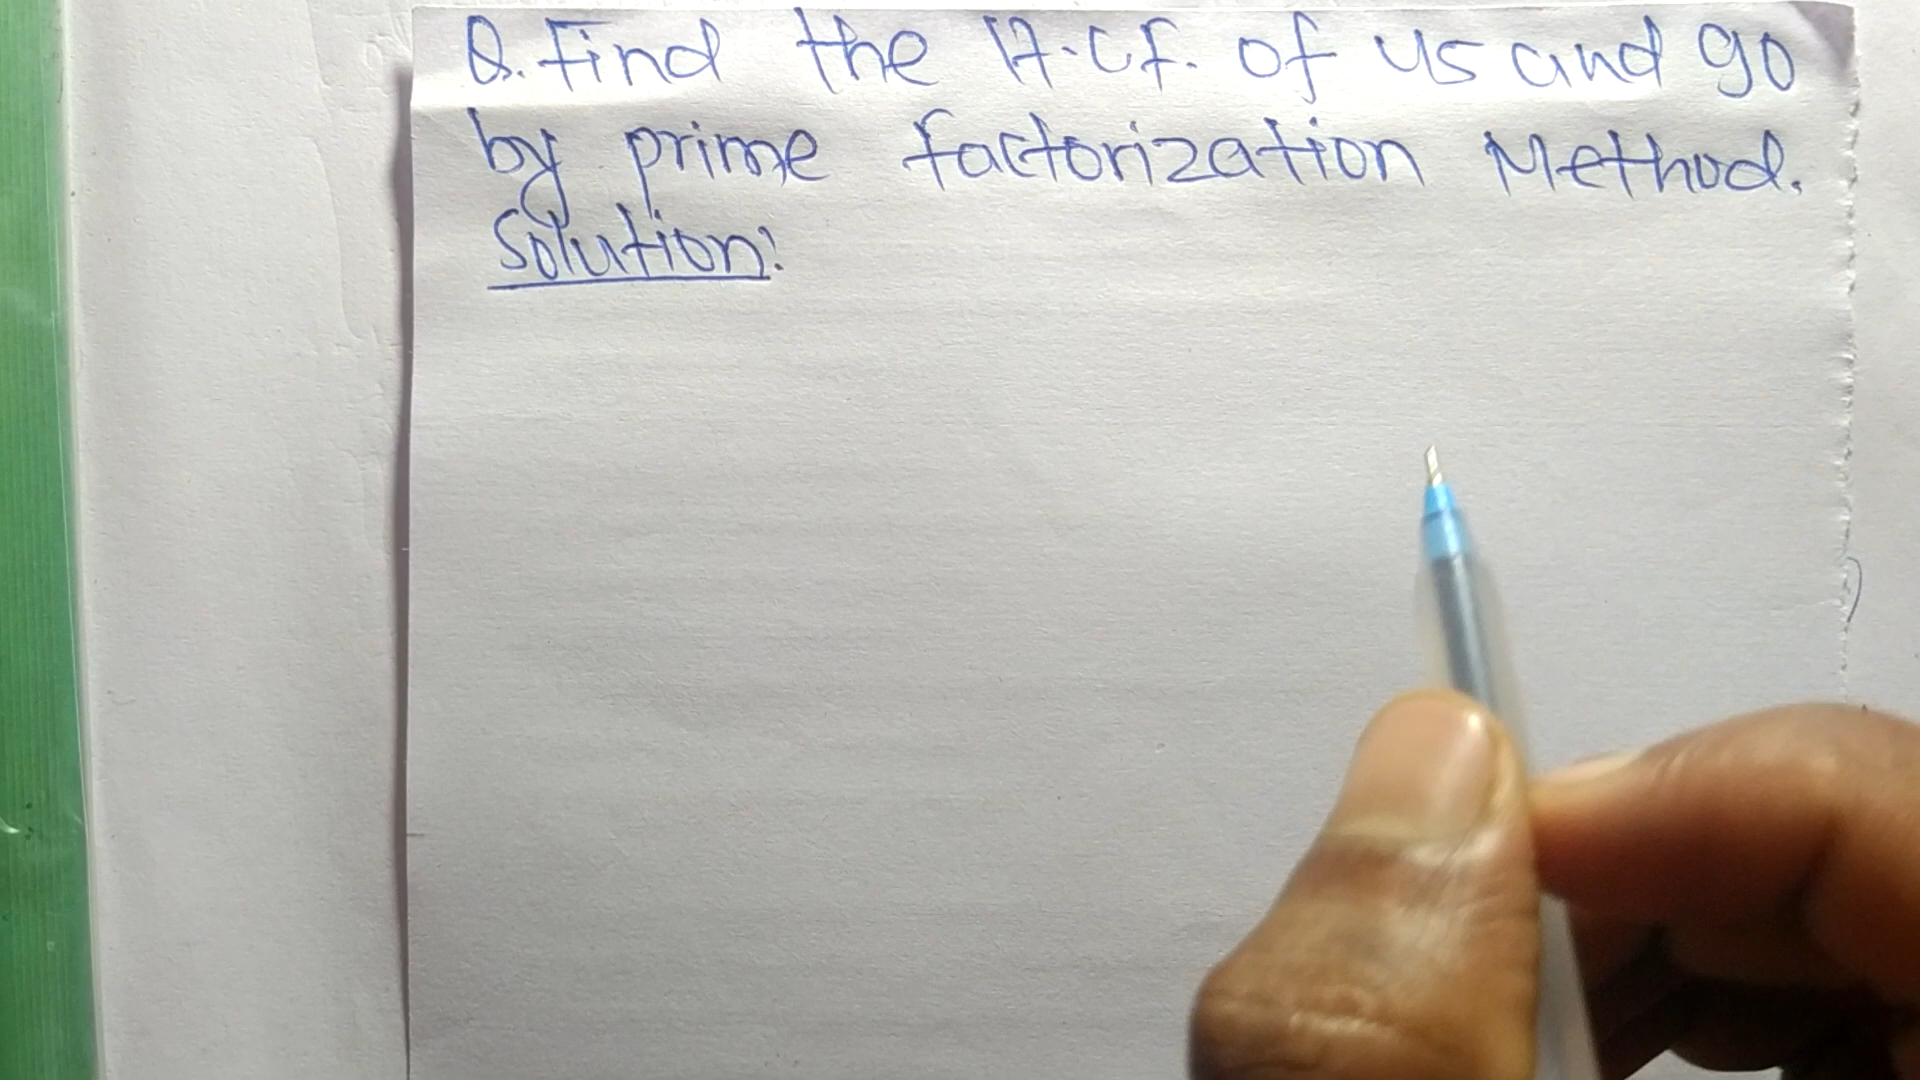 Q. Find the H.C.F. of 45 and 90
by prime factorization Method.
Solution: